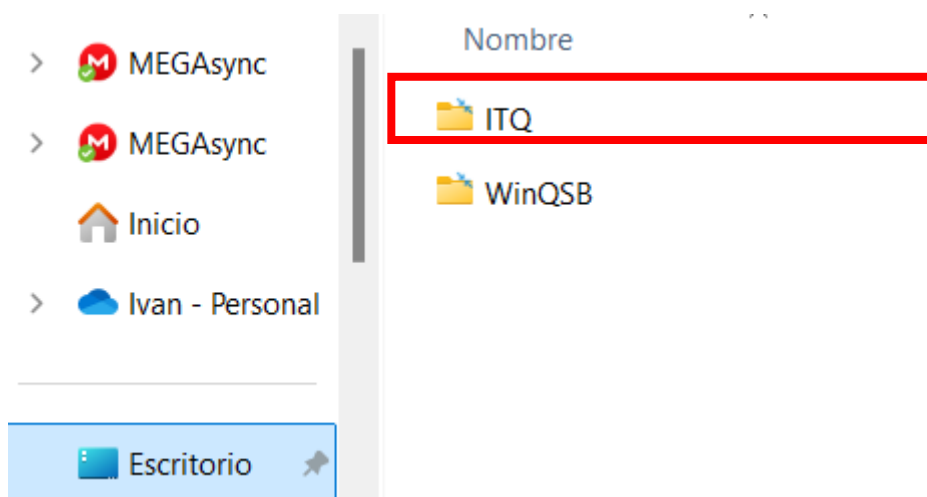 MEGAsync
MEGAsync
Inicio
Ivan - Personal
Escritorio
Nombre
ITQ
WinQSB